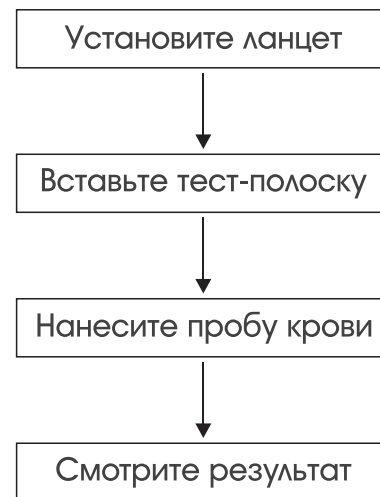 Установите ланцет
Вставьте тест-полоску
Нанесите пробу крови
Смотрите результат